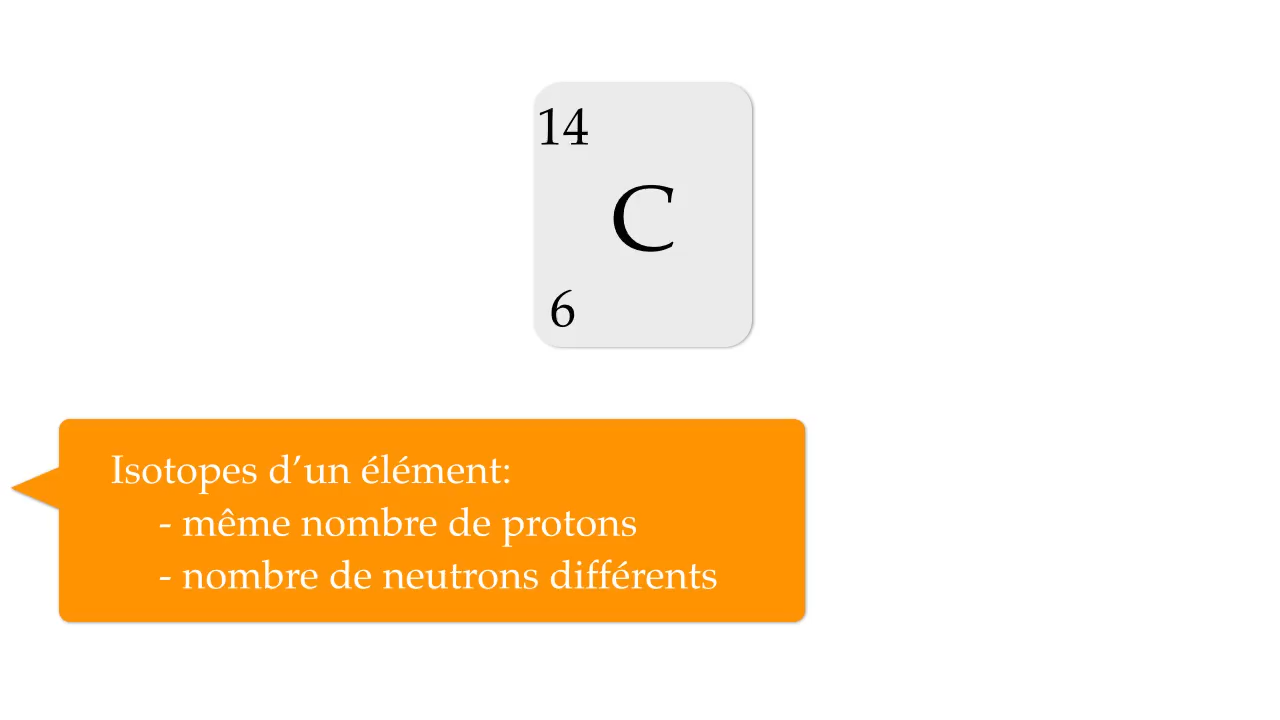 14
C
6
Isotopes d’un élément:
- même nombre de protons
- nombre de neutrons différents